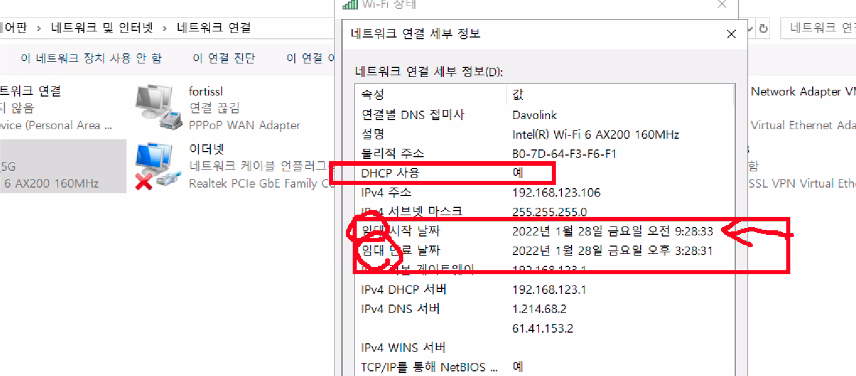 Wi-Fi 상태
어판 > 네트워크 및 인터넷 > 네트워크 연결
네트워크 연
네트워크 연결 세부 정보
이 네트워크 장치 사용 안 함 이 연결 진단 이 연결 이
네트워크 연결 세부 정보(D):
속성 값
연결별 DNS 접미사 Davolink
설명 Intel(R) Wi-Fi 6 AX200 160MHz
물리적 주소 B0-7D-64-F3-F6-F1
DHCP 사용 예
IPv4 주소 192.168.123.106
IPv4 서브넷 마스크 255.255.255.0
임대 시작 날짜 2022년 1월 28일 금요일 오전 9:28:33
임대 만료 날짜 2022년 1월 28일 금요일 오후 3:28:31
IPv4 기본 게이트웨이 192.168.123.1
IPv4 DHCP 서버 192.168.123.1
IPv4 DNS 서버 1.214.68.2
61.41.153.2
IPv4 WINS 서버
TCP/IP를 통해 NetBIOS ... 예
네트워크 연결
지 않음
evice (Personal Area ...
fortissl
연결 끊김
PPPoP WAN Adapter
_5G
6 AX200 160MHz
이더넷
네트워크 케이블 언플러그
Realtek PCIe GbE Family Co
Network Adapter VM
Virtual Ethernet Ad
함
SSL VPN Virtual Ethe